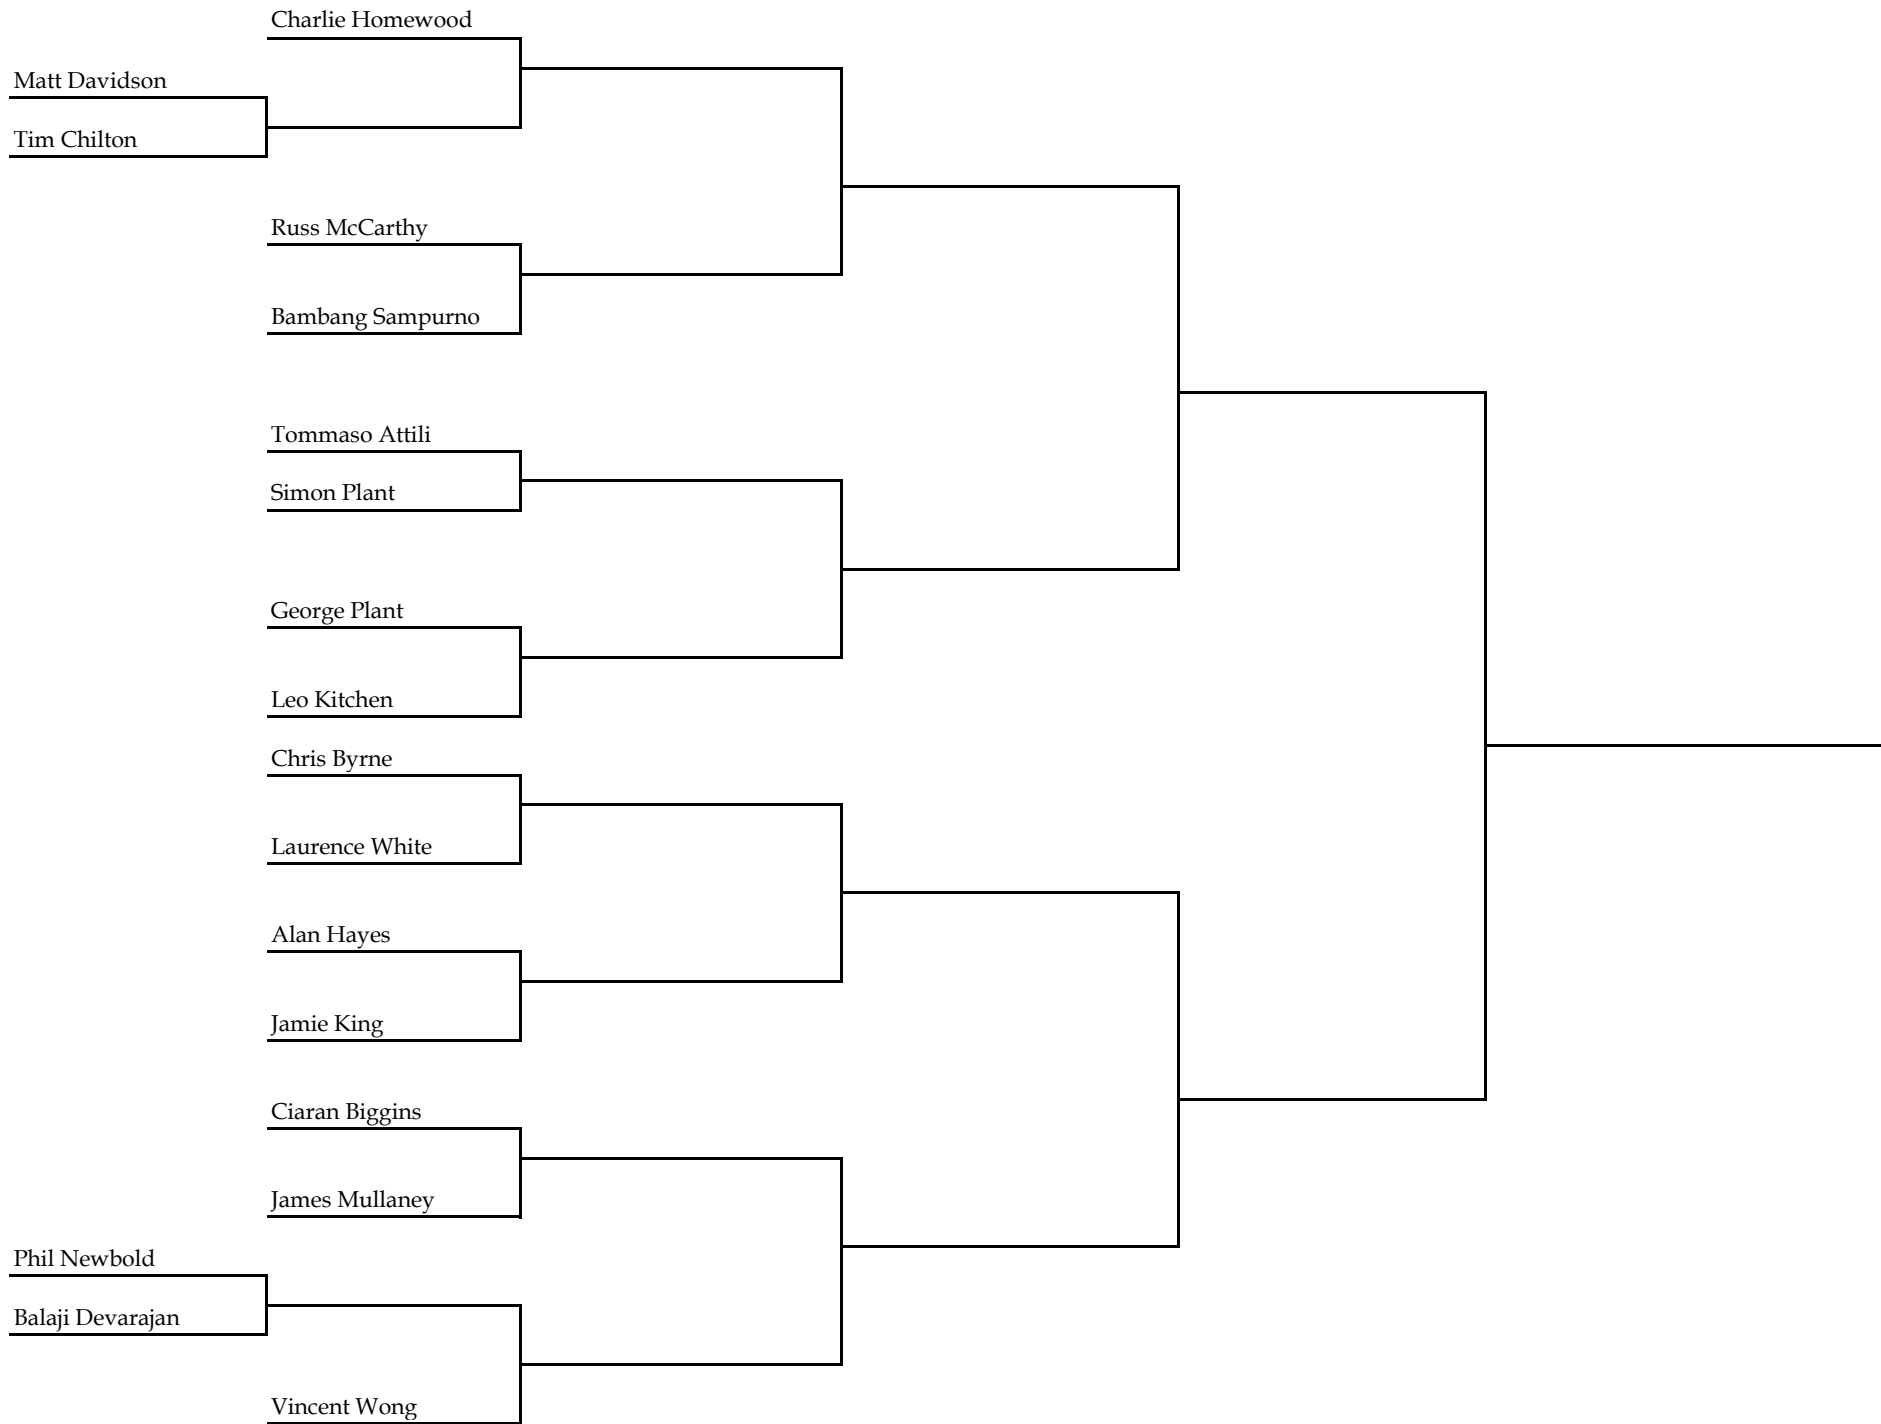 Charlie Homewood
Matt Davidson
Tim Chilton
Russ McCarthy
Bambang Sampurno
Tommaso Attili
Simon Plant
George Plant
Leo Kitchen
Chris Byrne
Laurence White
Alan Hayes
Jamie King
Ciaran Biggins
James Mullaney
Phil Newbold
Balaji Devarajan
Vincent Wong